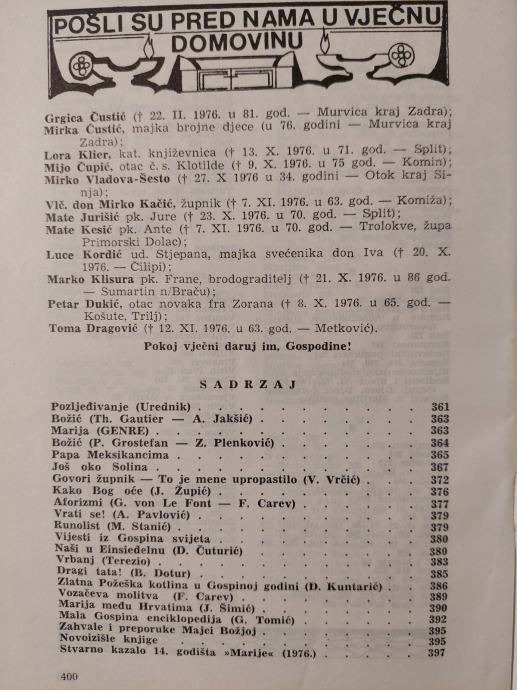 POŠLI SU PRED NAMA U VJEČNU
DOMOVINU
Grgica Čustić († 22. II. 1976. u 81. god. — Murvica kraj Zadra);
Mirka Čustić, majka brojne djece (u 76. godini — Murvica kraj
Zadra);
Lora Klier, kat. književnica († 13. X. 1976. u 71. god. — Split);
Mijo Čupić, otac č. s. Klotilde († 9. X. 1976. u 75 god. — Komin);
Mirko Vladova-Šesto († 27. X 1976 u 34. godini — Otok kraj Si-
nja);
Vlč. don Mirko Kačić, župnik († 7. XI. 1976. u 63. god. — Komiža);
Mate Jurišić pk. Jure († 23. X. 1976. u 70. god. — Split);
Mate Kesić pk. Ante († 7. XI. 1976. u 70. — Trolokve, župa
Primorski Dolac);
Luce Kordić ud. Stjepana, majka svećenika don Iva († 20. X.
1976. — Čilipi);
Marko Klisura pk. Frane, brodograditelj († 21. X. 1976. u 86 god.
— Sumartin n/Braču);
Petar Dukić, otac novaka fra Zorana († 8. X. 1976. u 65. god. —
Košute, Trilj);
Toma Dragović († 12. XI. 1976. u 63. god. — Metković).
Pokoj vječni daruj im, Gospodine!
SADRZAJ
Pozljeđivanje (Urednik) . . . . . . . . . 361
Božić (Th. Gautier — A. Jakšić) . . . . . . . 363
Marija (GENRE) . . . . . . . . . . 363
Božić (P. Grostefan — Z. Plenković) . . . . . . 364
Papa Meksikancima . . . . . . . . . 365
Još oko Solina . . . . . . . . . . 367
Govori župnik — To je mene upropastilo (V. Vrčić) . . . 372
Kako Bog oće (J. Župić) . . . . . . . . 376
Aforizmi (G. von Le Font — F. Carev) . . . . . 377
Vrati se! (A. Pavlović) . . . . . . . . 379
Runolist (M. Stanić) . . . . . . . . . 379
Vijesti iz Gospina svijeta . . . . . . . . 380
Naši u Einsiedelnu (D. Čuturić) . . . . . . . 380
Vrbanj (Terezio) . . . . . . . . . . 383
Dragi tata! (B. Dotur) . . . . . . . . . 385
Zlatna Požeška kotlina u Gospinoj godini (Đ. Kuntarić) . . 386
Vozačeva molitva (F. Carev) . . . . . . . 389
Marija među Hrvatima (J. Šimić) . . . . . . 390
Mala Gospina enciklopedija (G. Tomić) . . . . . 392
Zahvale i preporuke Majci Božjoj . . . . . . 395
Novoizišle knjige . . . . . . . . . 395
Stvarno kazalo 14. godišta »Marije« (1976.) . . . . 397
400